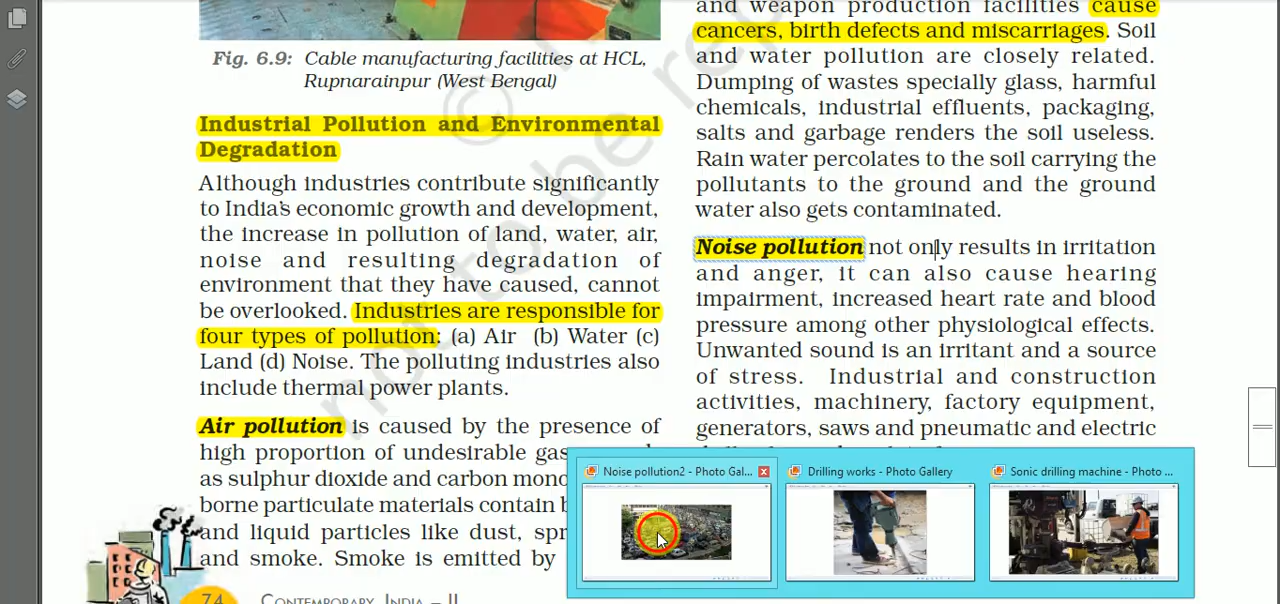 Fig. 6.9: Cable manufacturing facilities at HCL,
Rupnarainpur (West Bengal)
Industrial Pollution and Environmental
Degradation
Although industries contribute significantly
to India's economic growth and development,
the increase in pollution of land, water, air,
noise and resulting degradation of
environment that they have caused, cannot
be overlooked. Industries are responsible for
four types of pollution: (a) Air (b) Water (c)
Land (d) Noise. The polluting industries also
include thermal power plants.
Air pollution is caused by the presence of
high proportion of undesirable
as sulphur dioxide and carbon
borne particulate materials contain
and liquid particles like dust,
and smoke. Smoke is emitted by
74 CONTEMPORARY INDIA – II
and weapon production facilities cause
cancers, birth defects and miscarriages. Soil
and water pollution are closely related.
Dumping of wastes specially glass, harmful
chemicals, industrial effluents, packaging,
salts and garbage renders the soil useless.
Rain water percolates to the soil carrying the
pollutants to the ground and the ground
water also gets contaminated.
Noise pollution not only results in irritation
and anger, it can also cause hearing
impairment, increased heart rate and blood
pressure among other physiological effects.
Unwanted sound is an irritant and a source
of stress. Industrial and construction
activities, machinery, factory equipment,
generators, saws and pneumatic and electric
Noise pollution2 - Photo Gal...
Drilling works - Photo Gallery
Sonic drilling machine - Photo ...
not to be rep